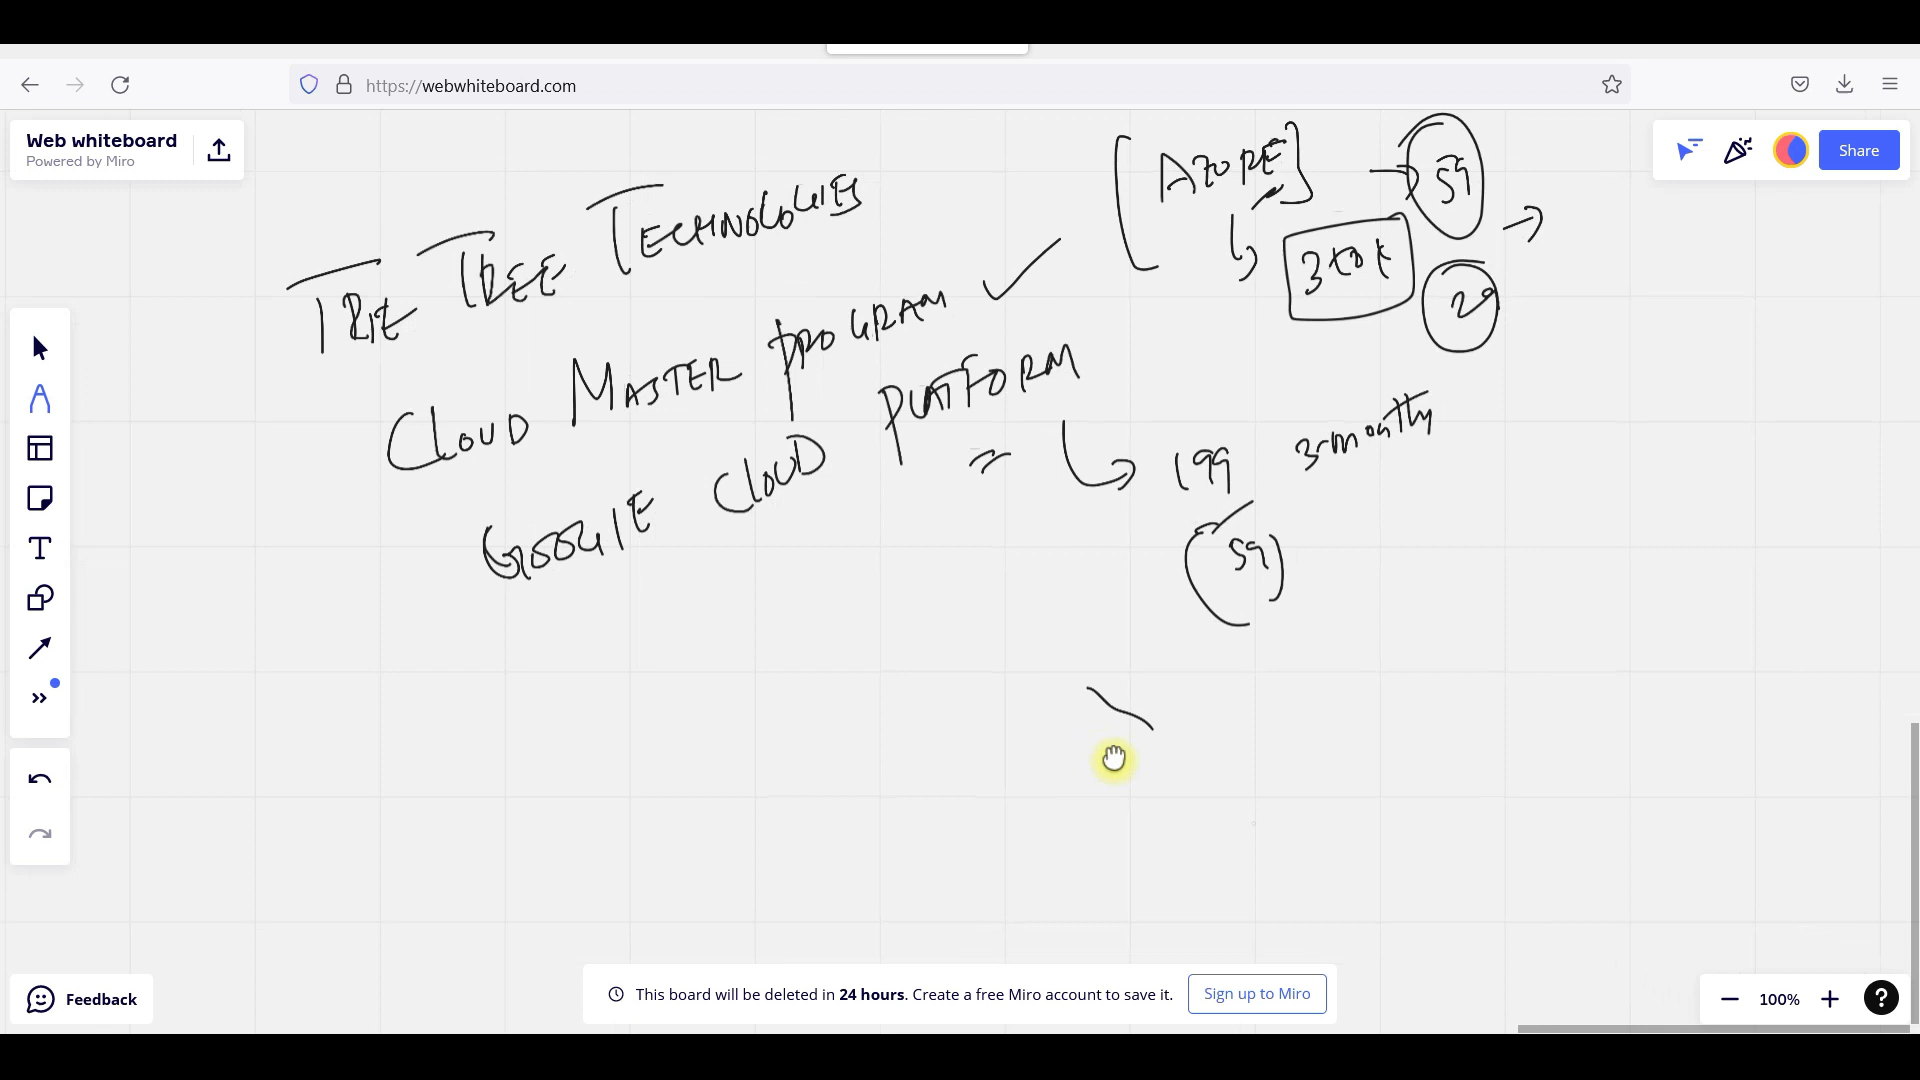 https://webwhiteboard.com
Web whiteboard
Powered by Miro
Share
[AZURE] → 59
TRIE TREE TECHNOLOGIES
29
CLOUD MASTER PROGRAM ✓
GOOGLE CLOUD PLATFORM
199 3-monthly
(59)
This board will be deleted in 24 hours. Create a free Miro account to save it.
Sign up to Miro
Feedback
100%